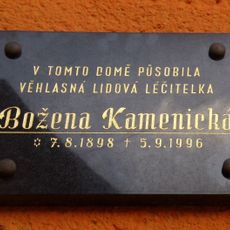 V TOMTO DOMĚ PŮSOBILA
VĚHLASNÁ LIDOVÁ LÉČITELKA
Božena Kamenická
✡ 7.8.1898 † 5.9.1996